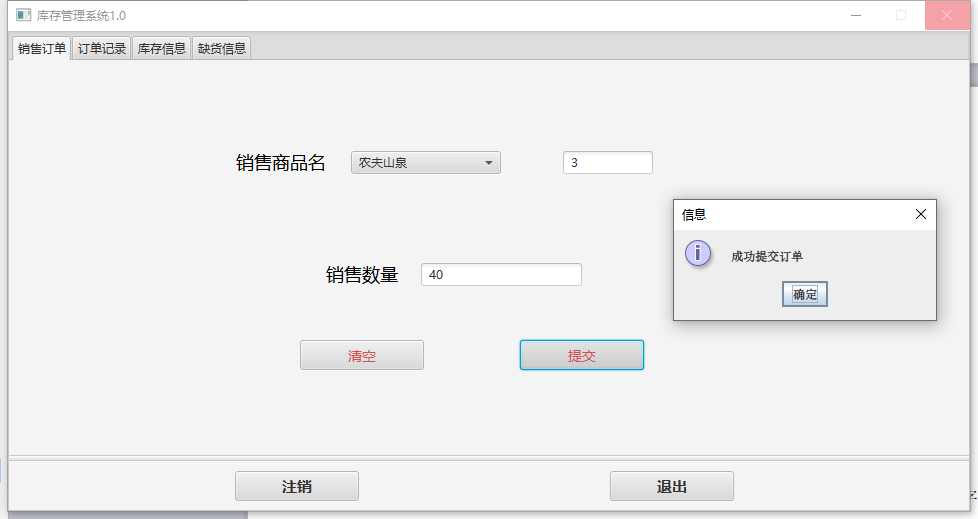 库存管理系统1.0
销售订单 订单记录 库存信息 缺货信息
销售商品名 农夫山泉 3
信息
成功提交订单
确定
销售数量 40
清空 提交
注销 退出